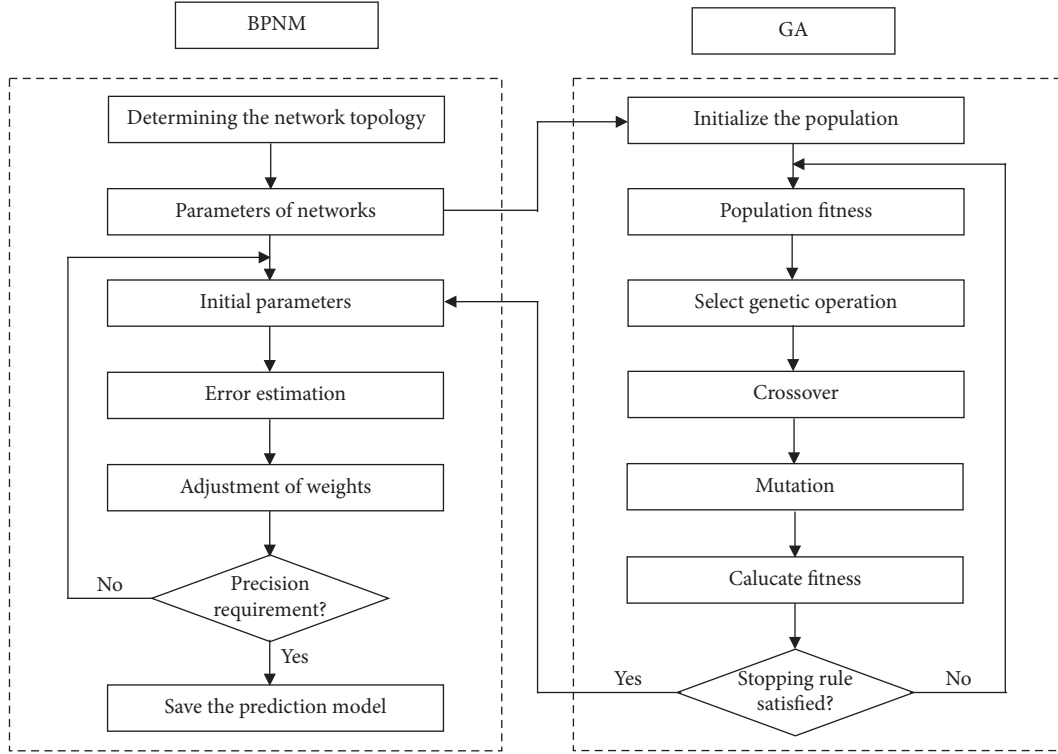 BPNM
Determining the network topology
Parameters of networks
Initial parameters
Error estimation
Adjustment of weights
Precision
requirement?
No
Yes
Save the prediction model
GA
Initialize the population
Population fitness
Select genetic operation
Crossover
Mutation
Calucate fitness
Stopping rule
satisfied?
Yes
No